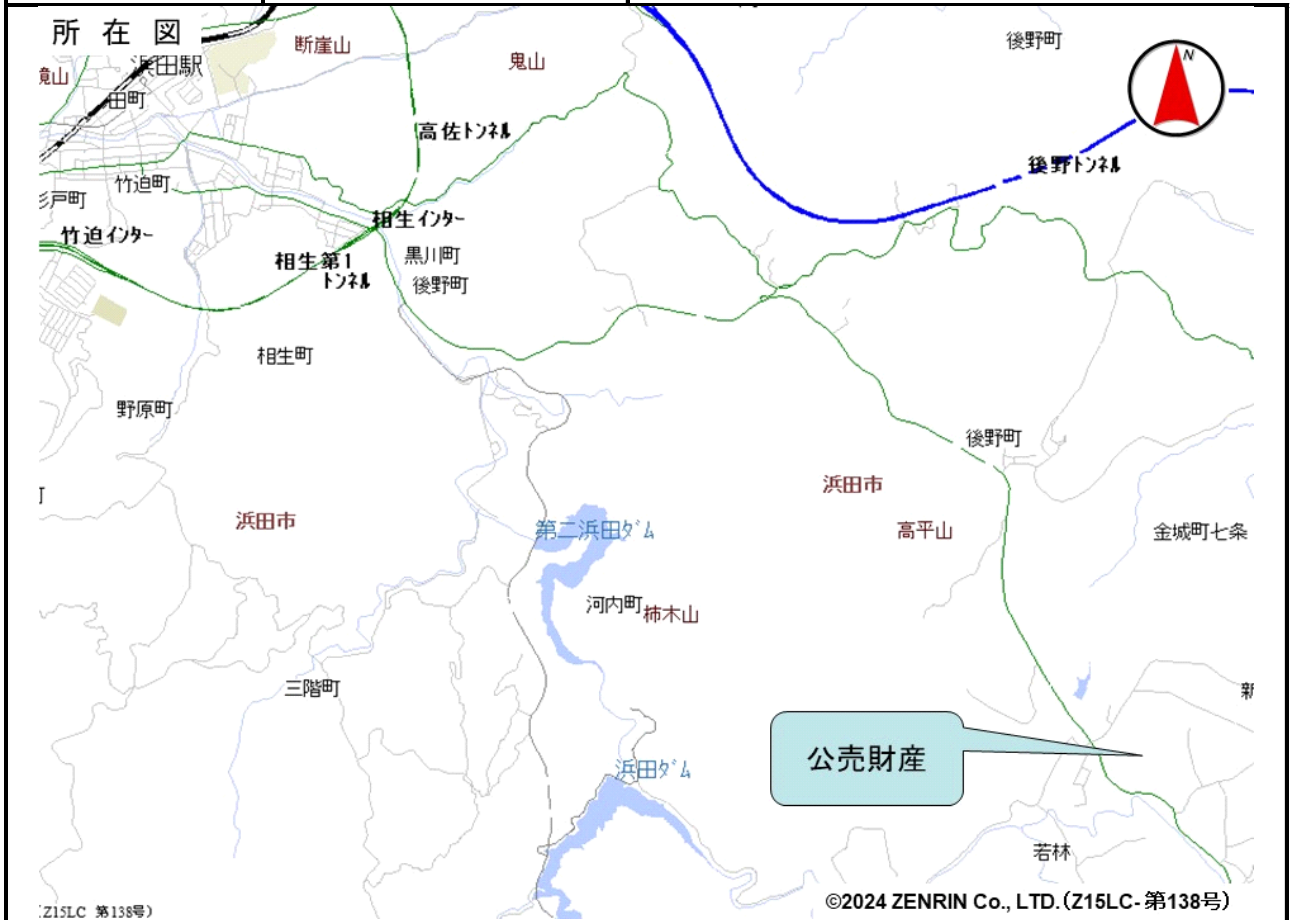 所在図
断崖山
鬼山
後野町
N
浜田駅
鏡山
田町
高佐トンネル
後野トンネル
竹迫町
杉戸町
相生インター
竹迫インター
黒川町
相生第1
トンネル
後野町
相生町
野原町
後野町
浜田市
浜田市
第二浜田ダム
高平山
金城町七条
河内町
柿木山
三階町
新
公売財産
浜田ダム
若林
©2024 ZENRIN Co., LTD.(Z15LC-第138号)
Z15LC 第138号)